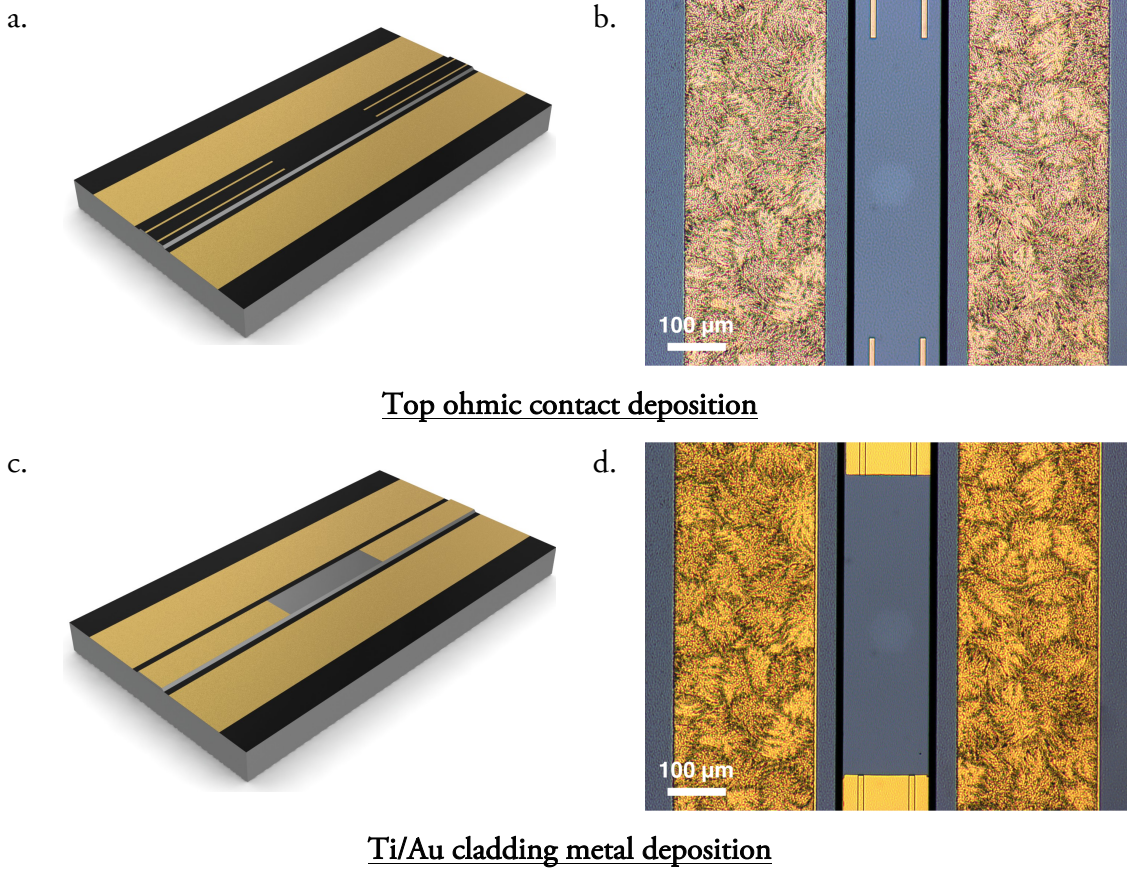 a.
b.
100 µm
Top ohmic contact deposition
c.
d.
100 µm
Ti/Au cladding metal deposition